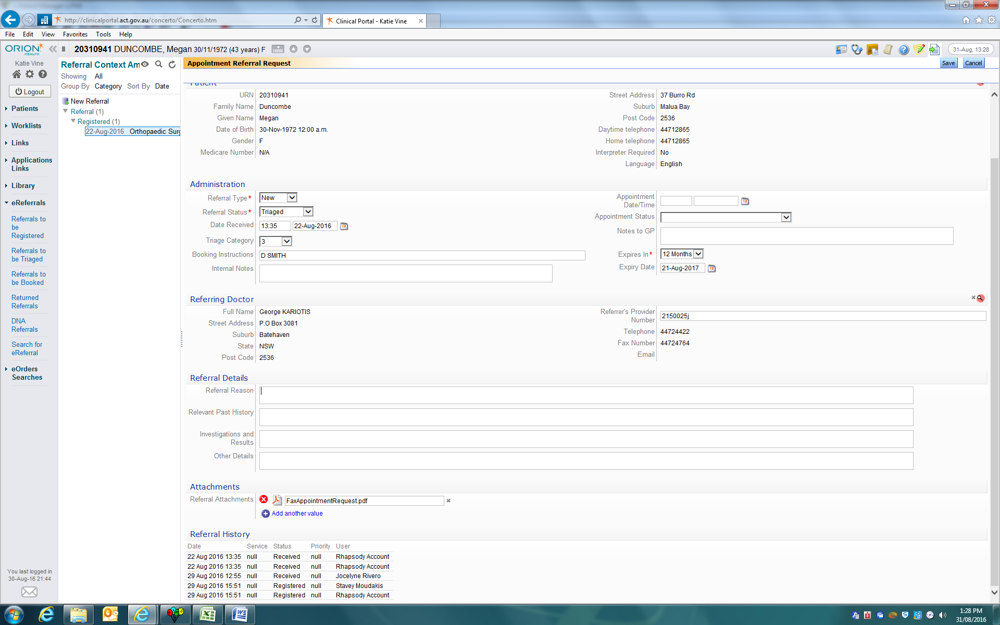 http://clinicalportal.act.gov.au/concerto/Concerto.htm
Clinical Portal - Katie Vine
File Edit View Favorites Tools Help
ORION HEALTH
20310941 DUNCOMBE, Megan 30/11/1972 (43 years) F
31-Aug, 13:28
Katie Vine
Logout
Patients
Worklists
Links
Applications
Links
Library
eReferrals
Referrals to
be
Registered
Referrals to
be Triaged
Referrals to
be Booked
Returned
Referrals
DNA
Referrals
Search for
eReferral
eOrders
Searches
You last logged in
30-Aug-16 21:44
Referral Context Am
Showing All
Group By Category Sort By Date
New Referral
Referral (1)
Registered (1)
22-Aug-2016 Orthopaedic Surg
Appointment Referral Request
Save Cancel
Patient
URN 20310941
Family Name Duncombe
Given Name Megan
Date of Birth 30-Nov-1972 12:00 a.m.
Gender F
Medicare Number N/A
Street Address 37 Burro Rd
Suburb Malua Bay
Post Code 2536
Daytime telephone 44712865
Home telephone 44712865
Interpreter Required No
Language English
Administration
Referral Type* New
Referral Status* Triaged
Date Received 13:35 22-Aug-2016
Triage Category 3
Booking Instructions D SMITH
Internal Notes
Appointment
Date/Time
Appointment Status
Notes to GP
Expires In* 12 Months
Expiry Date 21-Aug-2017
Referring Doctor
Full Name George KARIOTIS
Street Address P.O Box 3081
Suburb Batehaven
State NSW
Post Code 2536
Referrer's Provider
Number 2150025j
Telephone 44724422
Fax Number 44724764
Email
Referral Details
Referral Reason
Relevant Past History
Investigations and
Results
Other Details
Attachments
Referral Attachments FaxAppointmentRequest.pdf
Add another value
Referral History
Date Service Status Priority User
22 Aug 2016 13:35 null Received null Rhapsody Account
22 Aug 2016 13:35 null Received null Rhapsody Account
29 Aug 2016 12:55 null Received null Jocelyne Rivero
29 Aug 2016 15:51 null Registered null Stavey Moudakis
29 Aug 2016 15:51 null Registered null Rhapsody Account
1:28 PM
31/08/2016